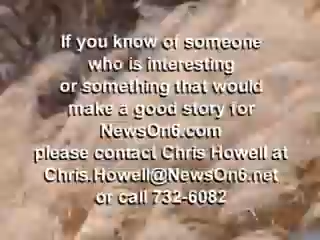 If you know of someone
who is interesting
or something that would
make a good story for
NewsOn6.com
please contact Chris Howell at
Chris.Howell@NewsOn6.net
or call 732-6082